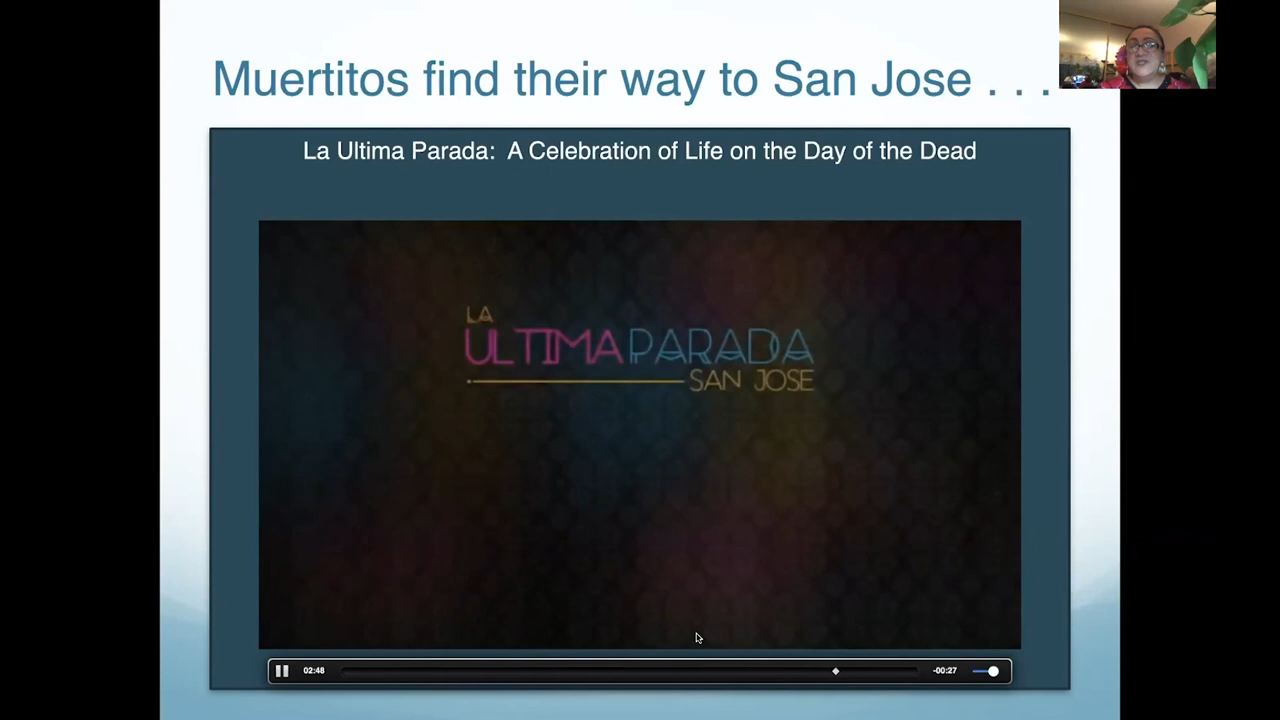 Muertitos find their way to San Jose . . .
La Ultima Parada: A Celebration of Life on the Day of the Dead
LA
ULTIMA PARADA
SAN JOSE
02:48
-00:27